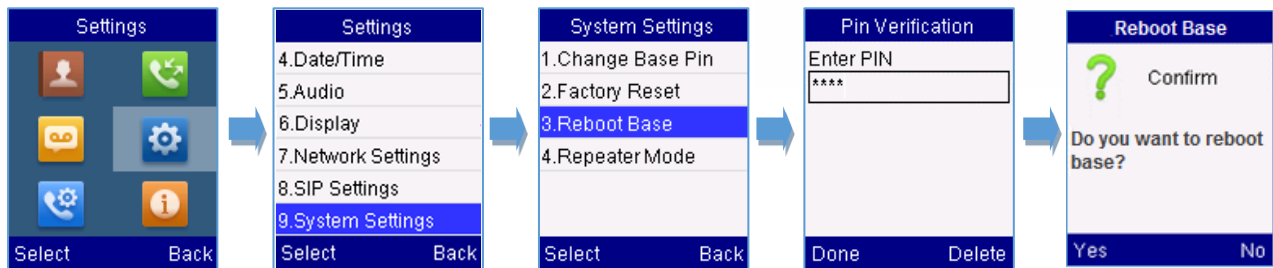 Settings
Select Back
Settings
4.Date/Time
5.Audio
6.Display
7.Network Settings
8.SIP Settings
9.System Settings
Select Back
System Settings
1.Change Base Pin
2.Factory Reset
3.Reboot Base
4.Repeater Mode
Select Back
Pin Verification
Enter PIN
****
Done Delete
Reboot Base
Confirm
Do you want to reboot
base?
Yes No